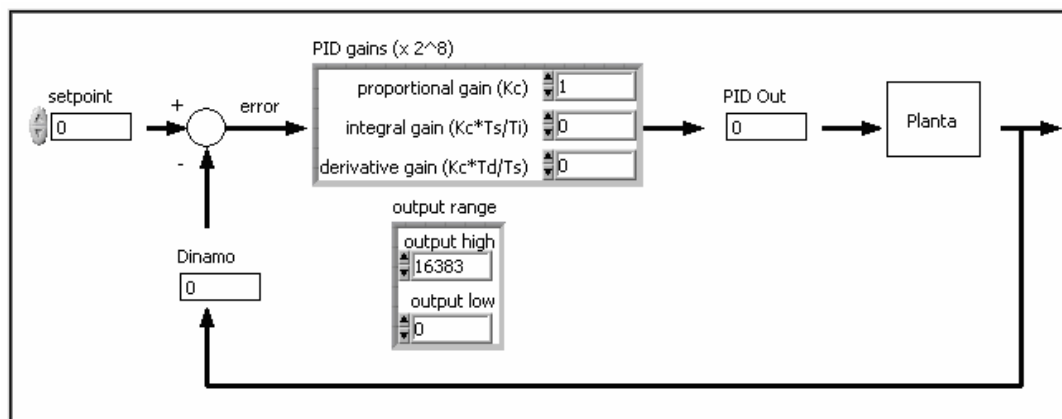 PID gains (x 2^8)
setpoint
0
+
-
error
proportional gain (Kc)
1
integral gain (Kc*Ts/Ti)
0
derivative gain (Kc*Td/Ts)
0
PID Out
0
Planta
output range
output high
16383
output low
0
Dinamo
0